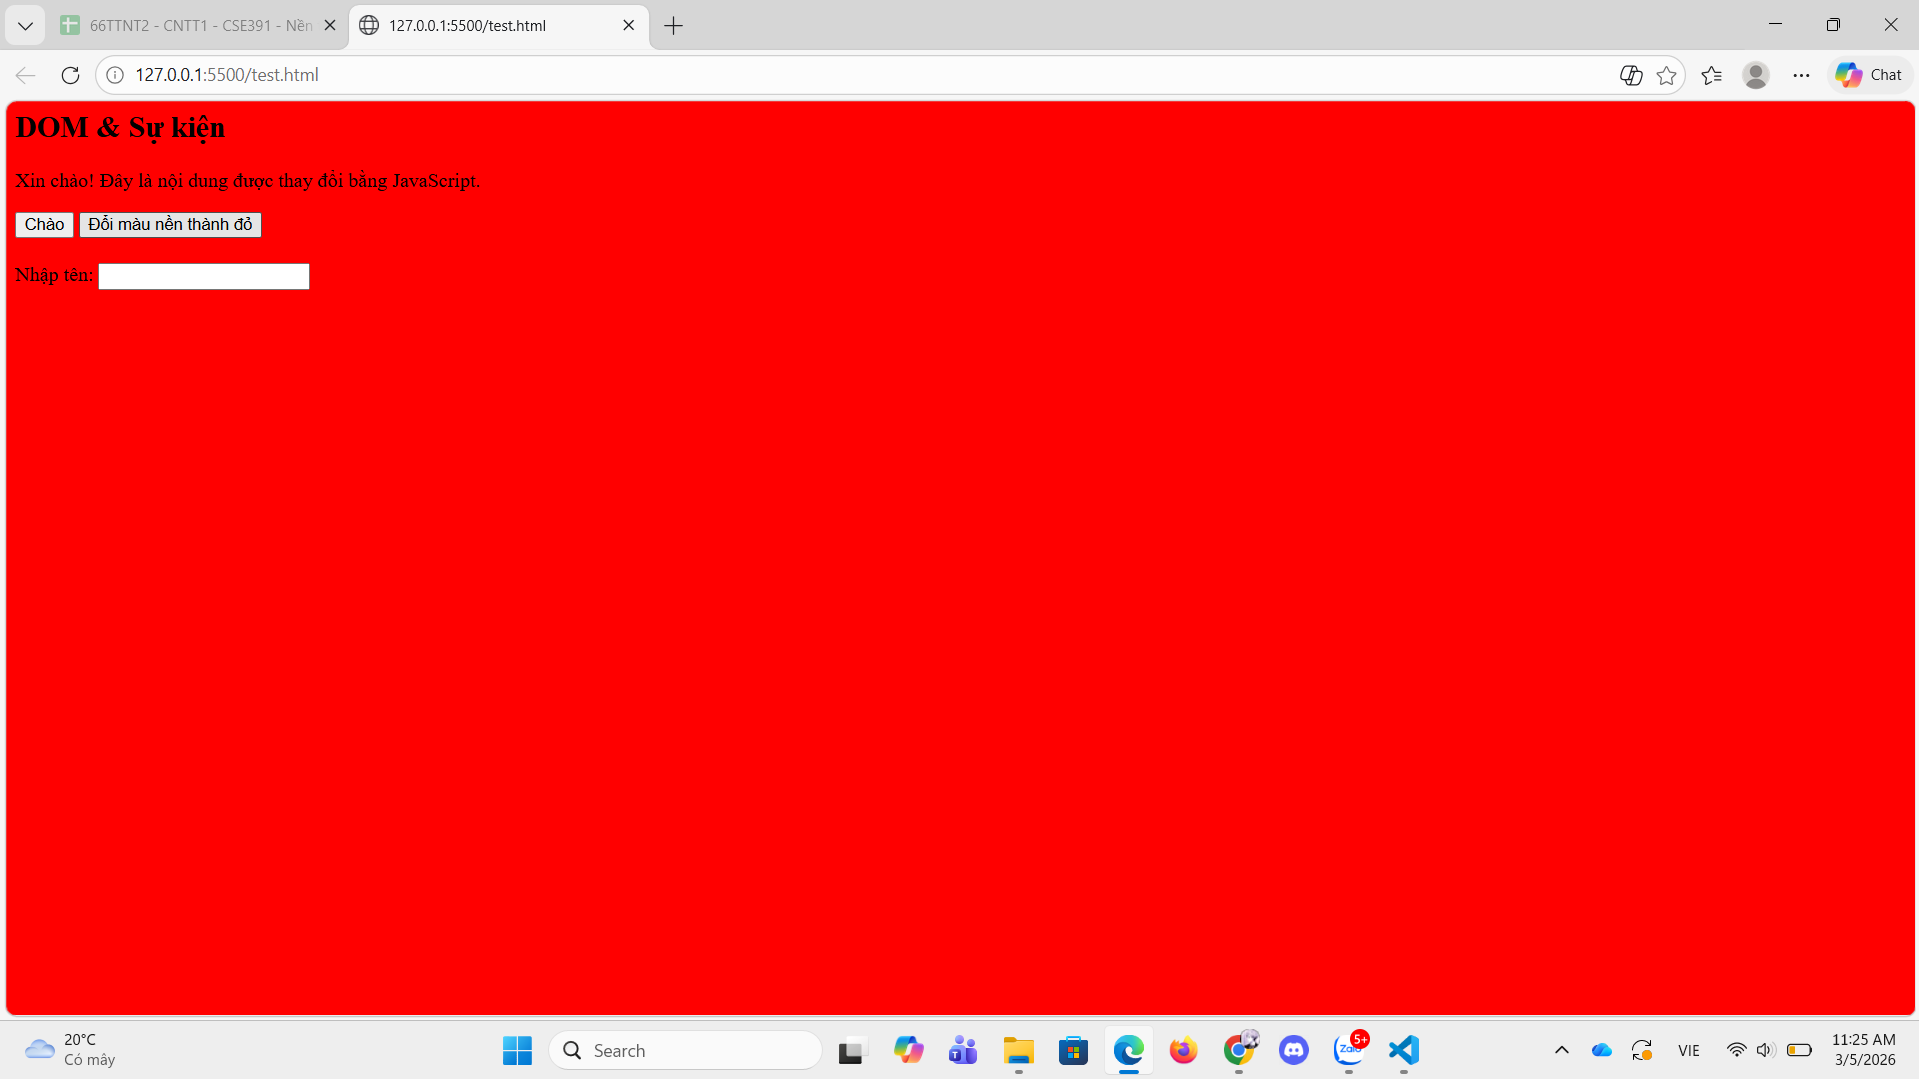 66TTNT2 - CNTT1 - CSE391 - Nền
127.0.0.1:5500/test.html
127.0.0.1:5500/test.html
Chat
DOM & Sự kiện
Xin chào! Đây là nội dung được thay đổi bằng JavaScript.
Chào
Đổi màu nền thành đỏ
Nhập tên:
20°C
Có mây
Search
T
Zalo
5+
VIE
11:25 AM
3/5/2026